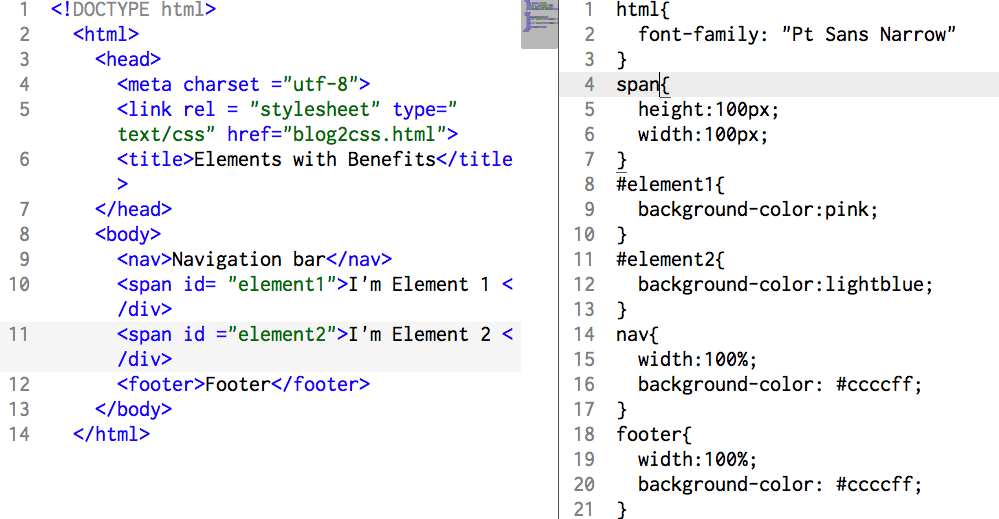 1 <!DOCTYPE html>
2 <html>
3 <head>
4 <meta charset ="utf-8">
5 <link rel = "stylesheet" type="
text/css" href="blog2css.html">
6 <title>Elements with Benefits</title
>
7 </head>
8 <body>
9 <nav>Navigation bar</nav>
10 <span id= "element1">I'm Element 1 <
/div>
11 <span id ="element2">I'm Element 2 <
/div>
12 <footer>Footer</footer>
13 </body>
14 </html>
1 html{
2 font-family: "Pt Sans Narrow"
3 }
4 span{
5 height:100px;
6 width:100px;
7 }
8 #element1{
9 background-color:pink;
10 }
11 #element2{
12 background-color:lightblue;
13 }
14 nav{
15 width:100%;
16 background-color: #ccccff;
17 }
18 footer{
19 width:100%;
20 background-color: #ccccff;
21 }